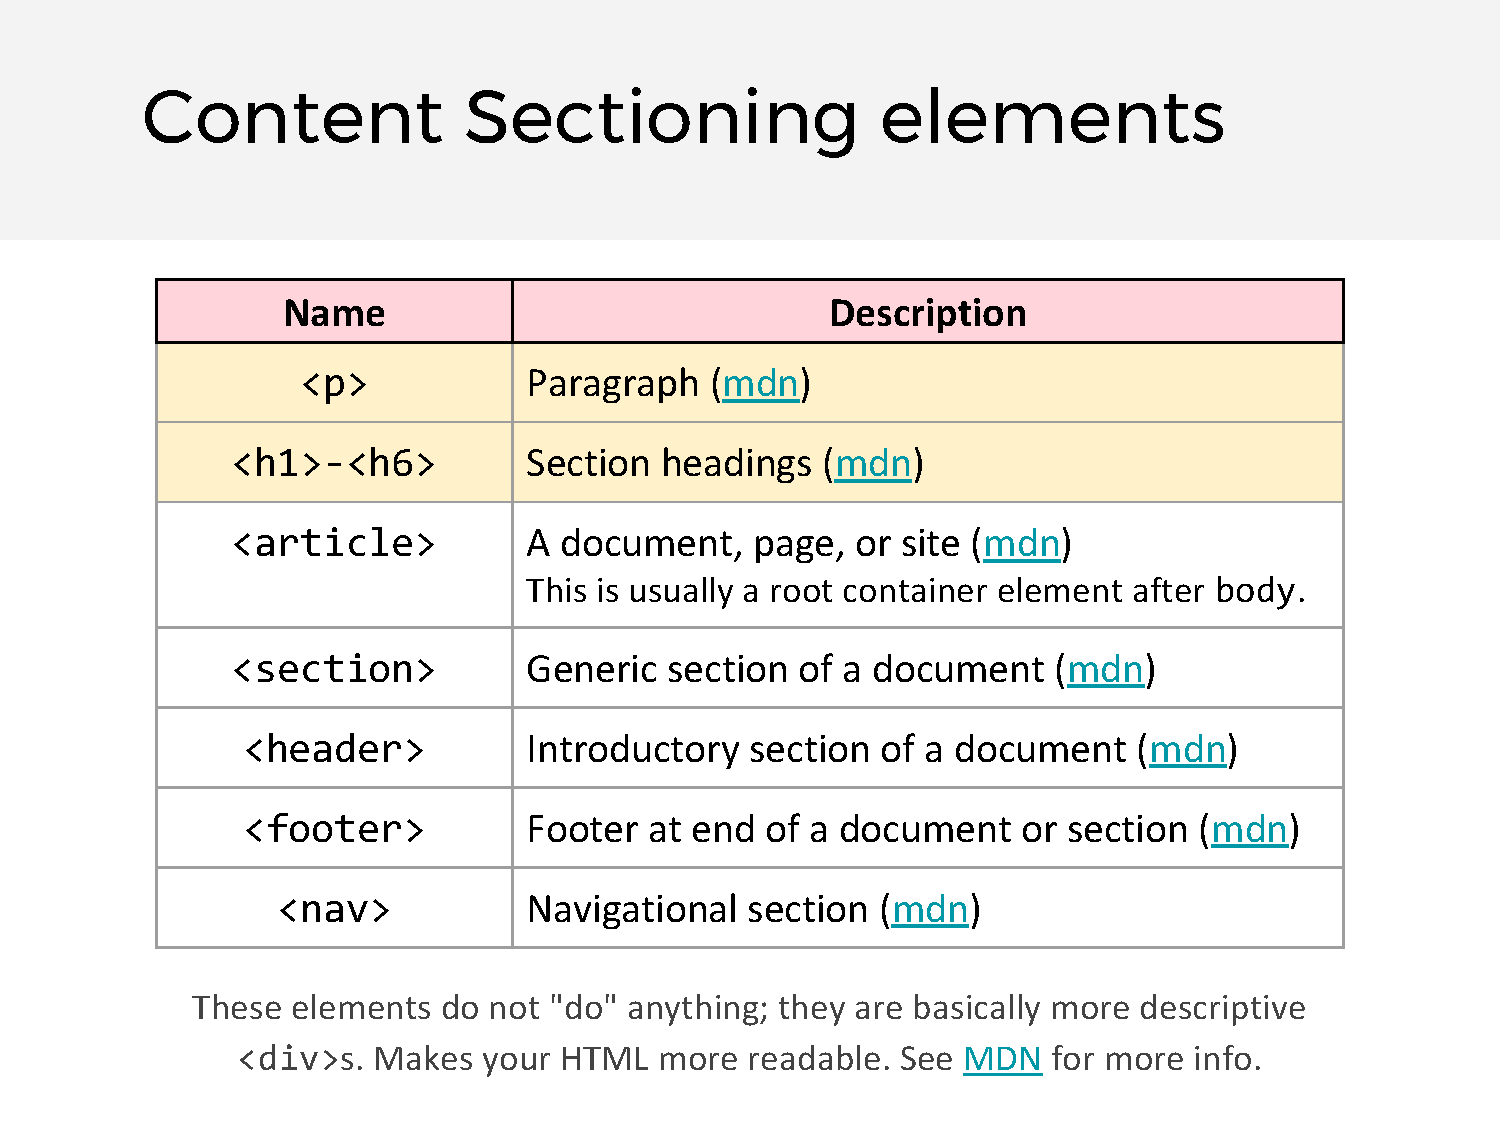 Content Sectioning elements
Name Description
<p> Paragraph (mdn)
<h1>-<h6> Section headings (mdn)
<article> A document, page, or site (mdn)
This is usually a root container element after body.
<section> Generic section of a document (mdn)
<header> Introductory section of a document (mdn)
<footer> Footer at end of a document or section (mdn)
<nav> Navigational section (mdn)
These elements do not "do" anything; they are basically more descriptive
<div>s. Makes your HTML more readable. See MDN for more info.